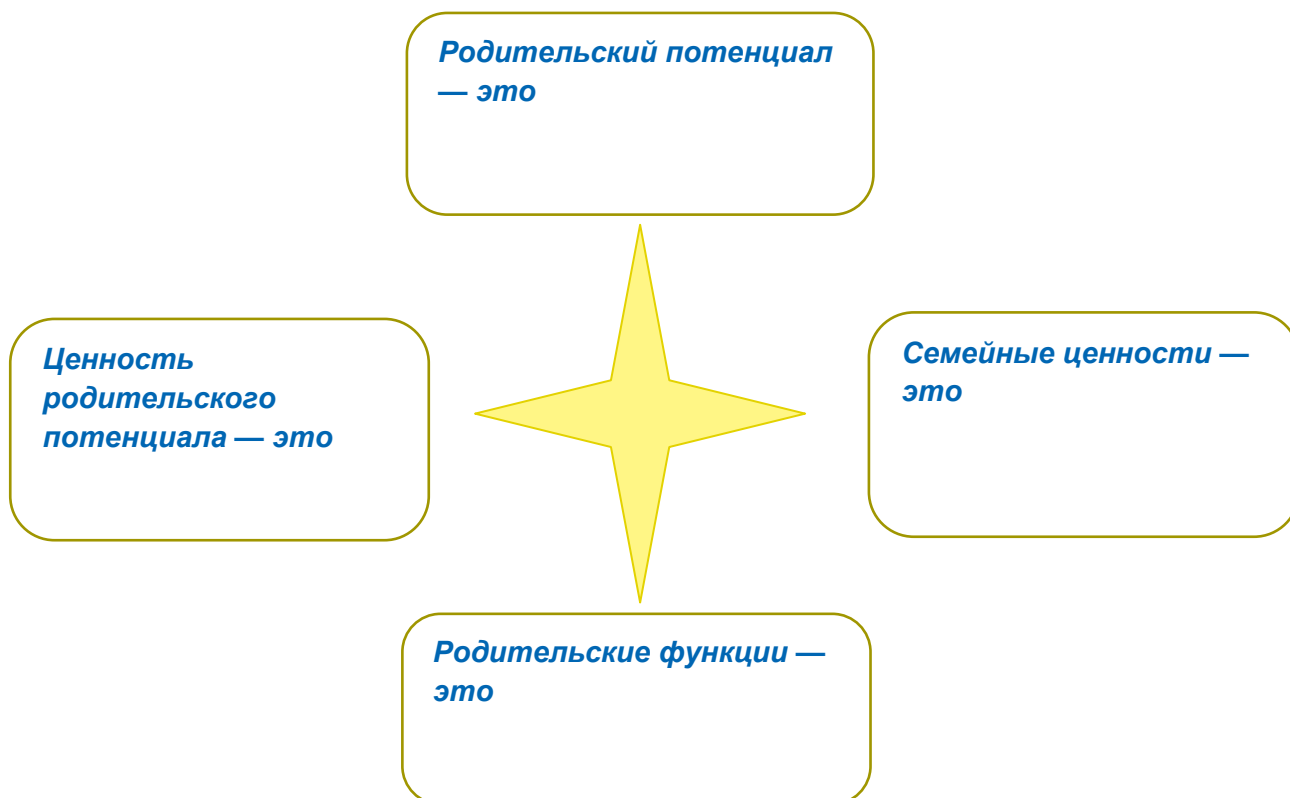 Родительский потенциал
— это
Ценность
родительского
потенциала — это
Семейные ценности —
это
Родительские функции —
это